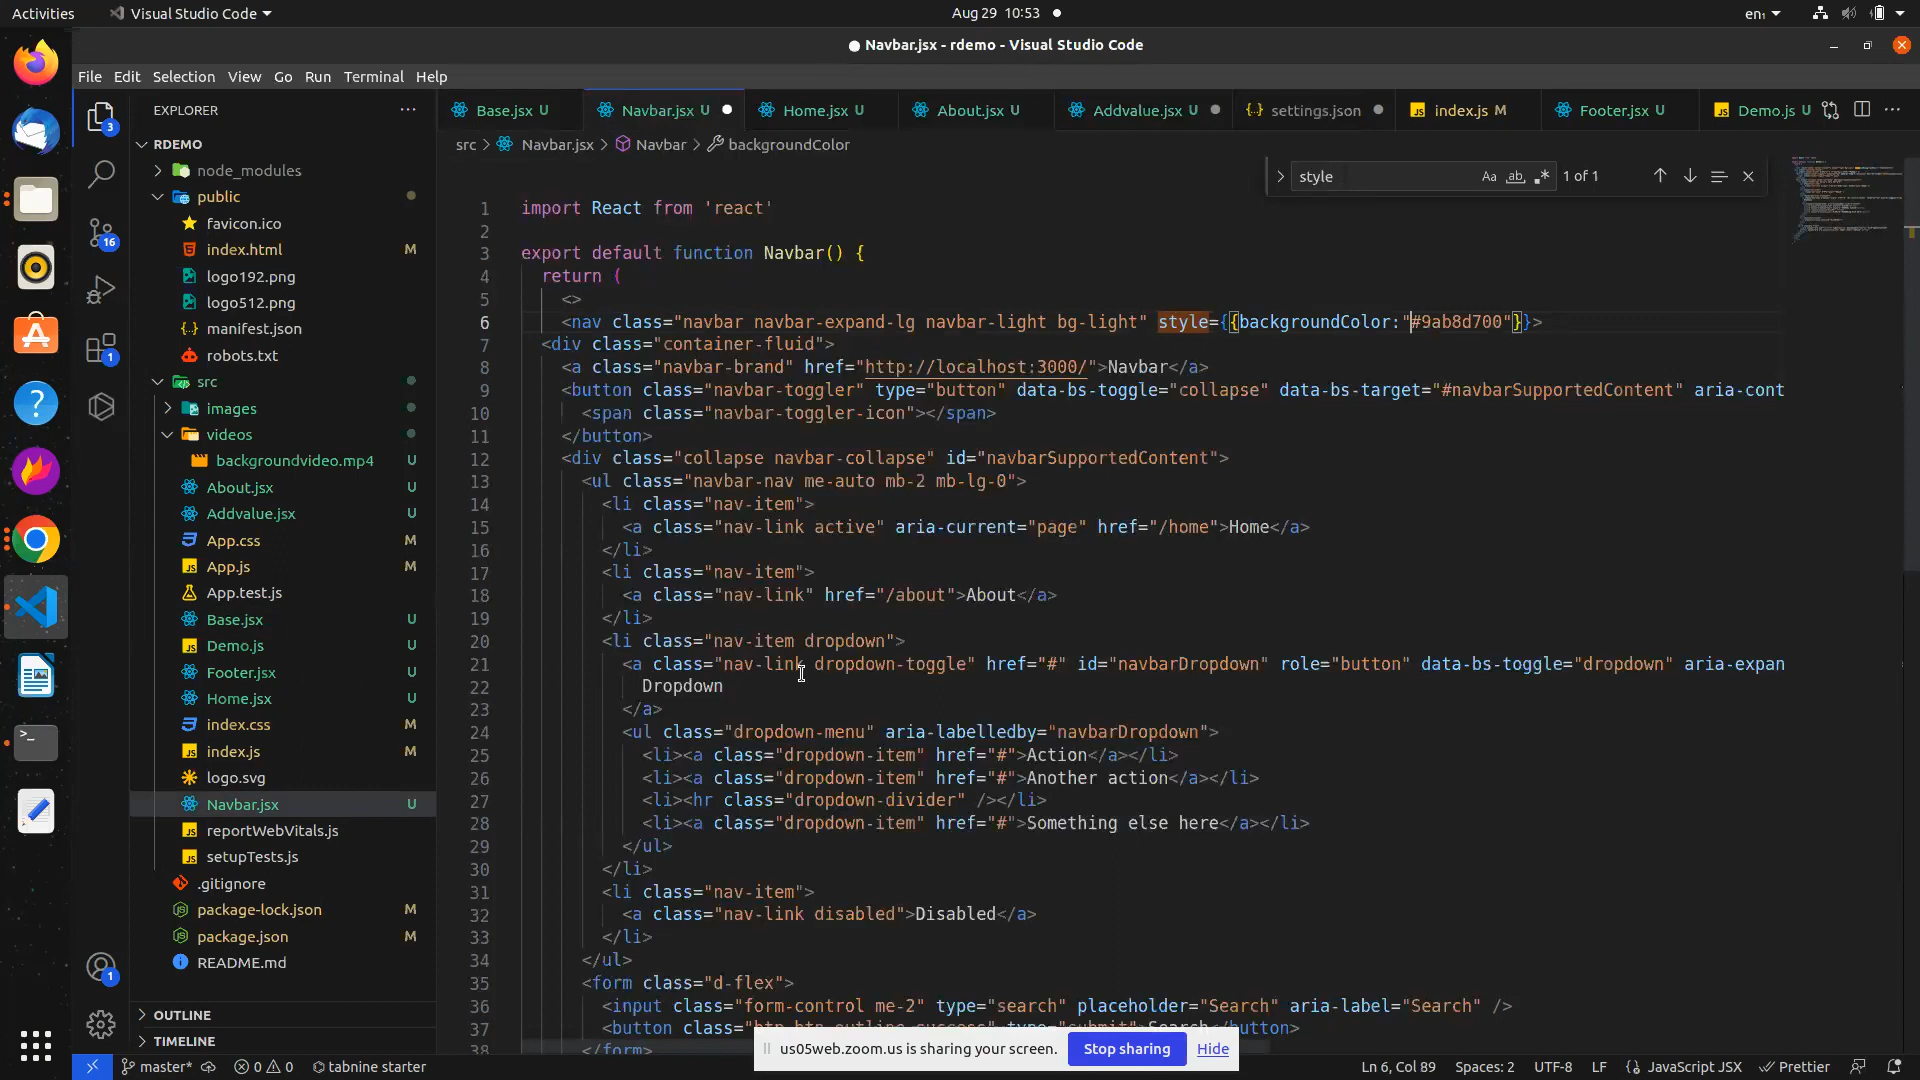 Activities
Visual Studio Code
Aug 29 10:53
en₁
Navbar.jsx - rdemo - Visual Studio Code
File Edit Selection View Go Run Terminal Help
EXPLORER
Base.jsx U
Navbar.jsx U
Home.jsx U
About.jsx U
Addvalue.jsx U
settings.json
index.js M
Footer.jsx U
Demo.js U
src > Navbar.jsx > Navbar > backgroundColor
style
Aa
ab
1 of 1
RDEMO
node_modules
public
favicon.ico
index.html M
logo192.png
logo512.png
manifest.json
robots.txt
src
images
videos
backgroundvideo.mp4 U
About.jsx U
Addvalue.jsx U
App.css M
App.js M
App.test.js
Base.jsx U
Demo.js U
Footer.jsx U
Home.jsx U
index.css M
index.js M
logo.svg
Navbar.jsx U
reportWebVitals.js
setupTests.js
.gitignore
package-lock.json M
package.json M
README.md
OUTLINE
TIMELINE
3
16
1
1
1 import React from 'react'
2
3 export default function Navbar() {
4 return (
5 <>
6 <nav class="navbar navbar-expand-lg navbar-light bg-light" style={{backgroundColor:"#9ab8d700"}}>
7 <div class="container-fluid">
8 <a class="navbar-brand" href="http://localhost:3000/">Navbar</a>
9 <button class="navbar-toggler" type="button" data-bs-toggle="collapse" data-bs-target="#navbarSupportedContent" aria-cont
10 <span class="navbar-toggler-icon"></span>
11 </button>
12 <div class="collapse navbar-collapse" id="navbarSupportedContent">
13 <ul class="navbar-nav me-auto mb-2 mb-lg-0">
14 <li class="nav-item">
15 <a class="nav-link active" aria-current="page" href="/home">Home</a>
16 </li>
17 <li class="nav-item">
18 <a class="nav-link" href="/about">About</a>
19 </li>
20 <li class="nav-item dropdown">
21 <a class="nav-link dropdown-toggle" href="#" id="navbarDropdown" role="button" data-bs-toggle="dropdown" aria-expan
22 Dropdown
23 </a>
24 <ul class="dropdown-menu" aria-labelledby="navbarDropdown">
25 <li><a class="dropdown-item" href="#">Action</a></li>
26 <li><a class="dropdown-item" href="#">Another action</a></li>
27 <li><hr class="dropdown-divider" /></li>
28 <li><a class="dropdown-item" href="#">Something else here</a></li>
29 </ul>
30 </li>
31 <li class="nav-item">
32 <a class="nav-link disabled">Disabled</a>
33 </li>
34 </ul>
35 <form class="d-flex">
36 <input class="form-control me-2" type="search" placeholder="Search" aria-label="Search" />
37 <button class="btn btn-outline-success" type="submit">Search</button>
38 </form>
us05web.zoom.us is sharing your screen.
Stop sharing
Hide
master*
0 0
tabnine starter
Ln 6, Col 89
Spaces: 2
UTF-8
LF
JavaScript JSX
Prettier